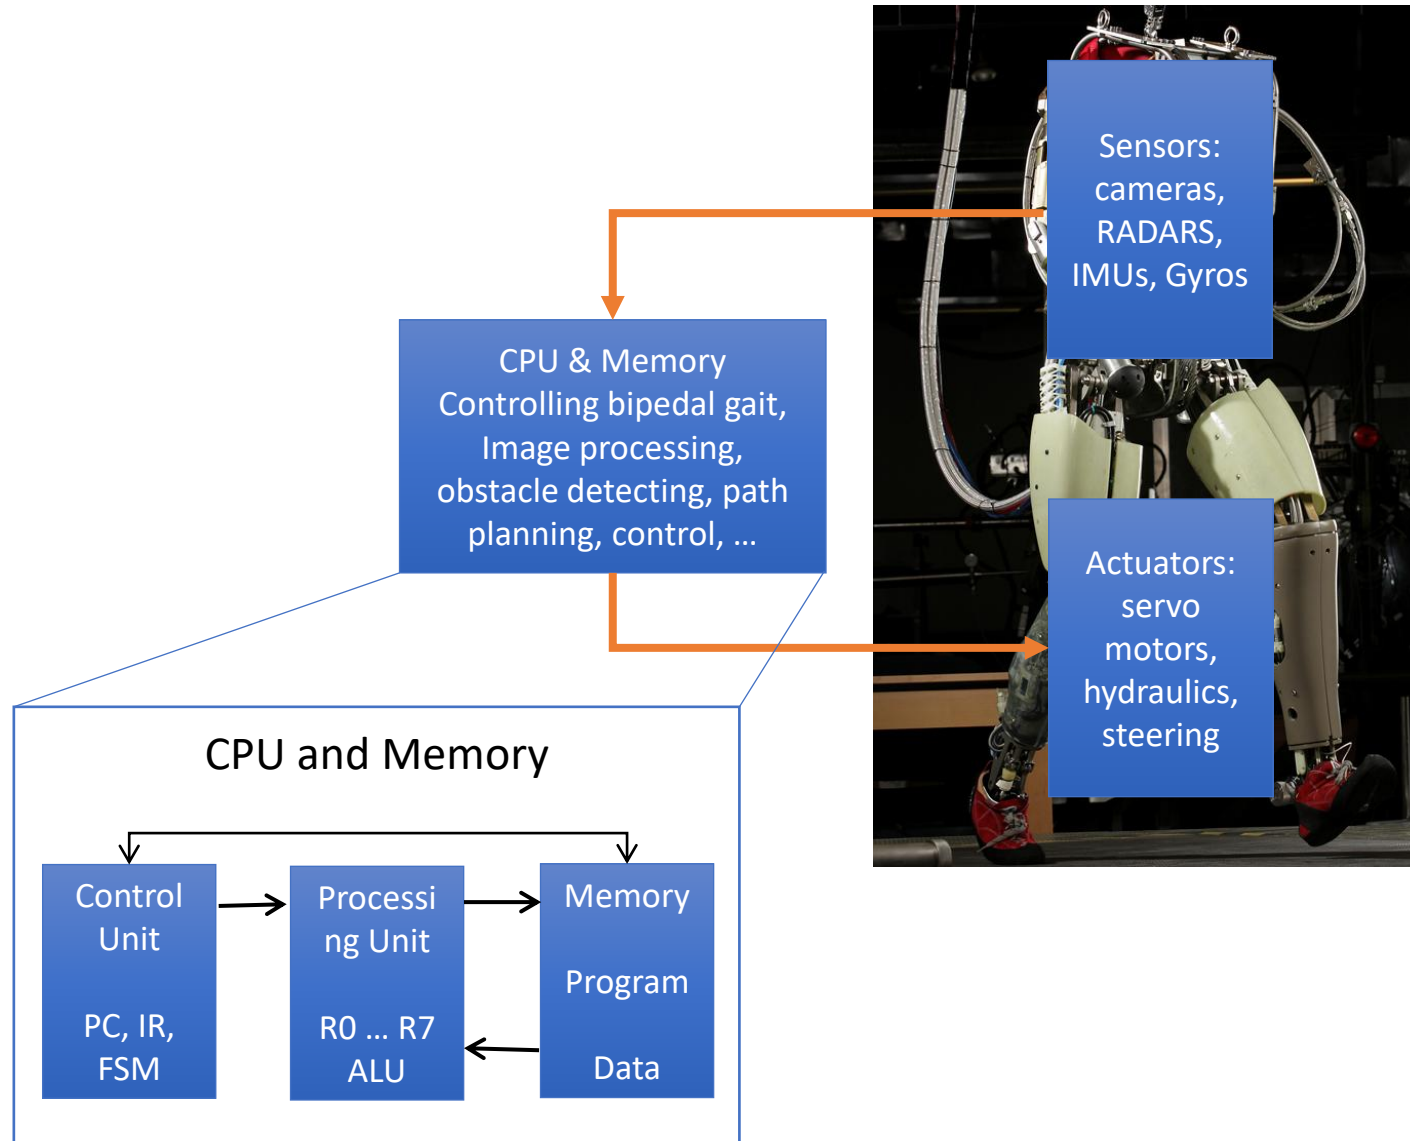 Sensors:
cameras,
RADARS,
IMUs, Gyros
CPU & Memory
Controlling bipedal gait,
Image processing,
obstacle detecting, path
planning, control, …
Actuators:
servo
motors,
hydraulics,
steering
CPU and Memory
Control
Unit
PC, IR,
FSM
Processi
ng Unit
R0 … R7
ALU
Memory
Program
Data